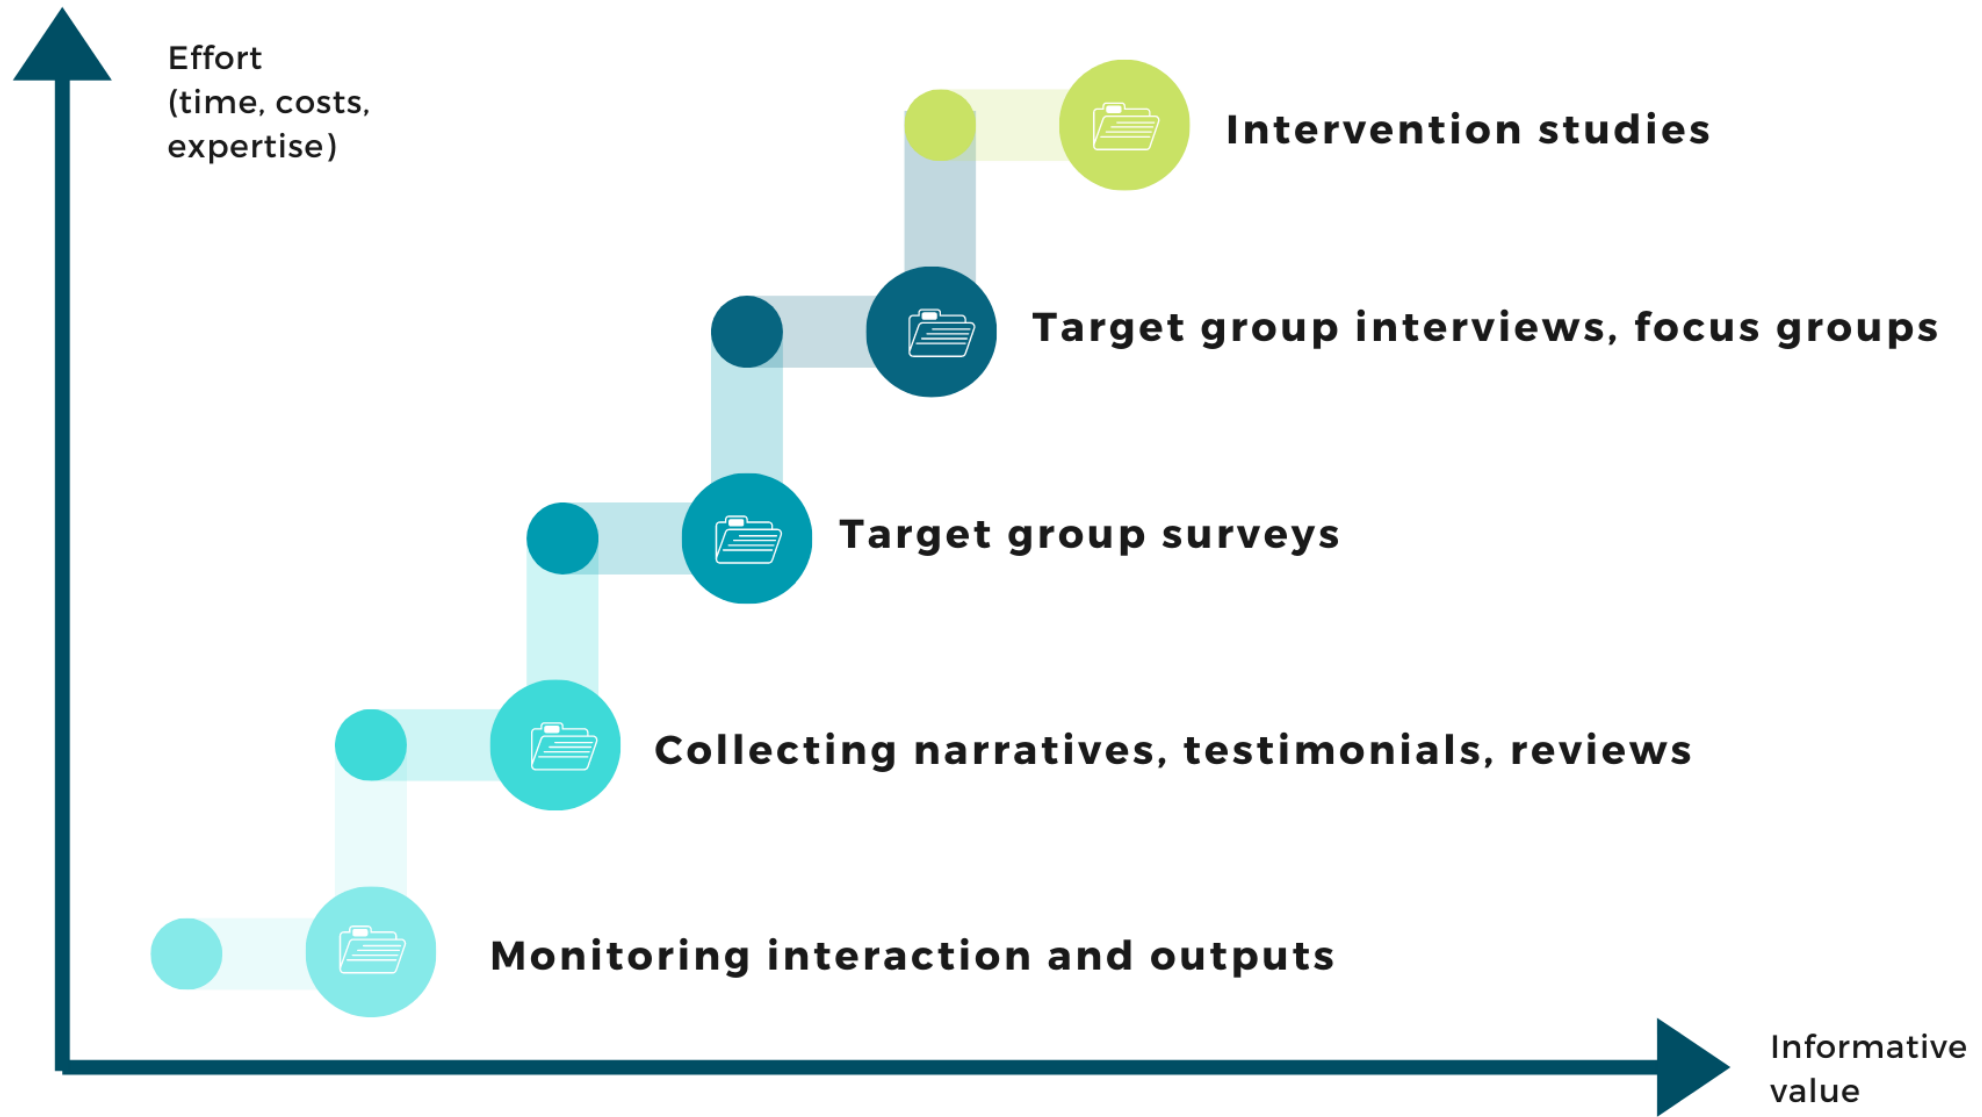 Effort
(time, costs,
expertise)
Intervention studies
Target group interviews, focus groups
Target group surveys
Collecting narratives, testimonials, reviews
Monitoring interaction and outputs
Informative
value